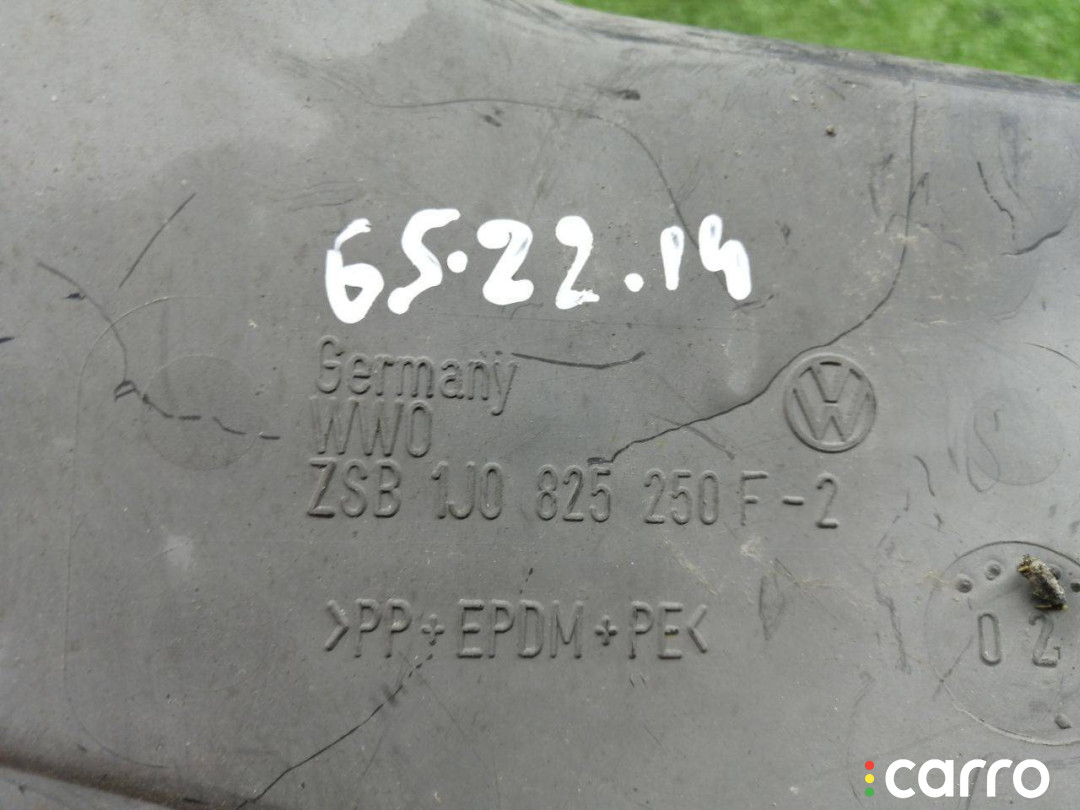 65.22.14
Germany
WWO
ZSB 1J0 825 250 F - 2
>PP + EPDM + PE<
02
carro